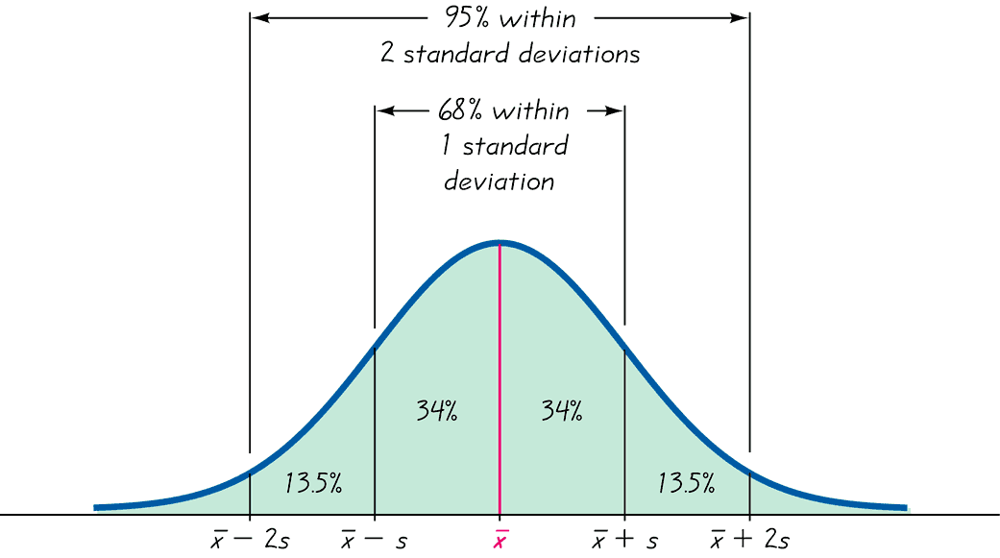 95% within
2 standard deviations
68% within
1 standard
deviation
34% 34%
13.5% 13.5%
x̄ − 2s x̄ − s x̄ x̄ + s x̄ + 2s